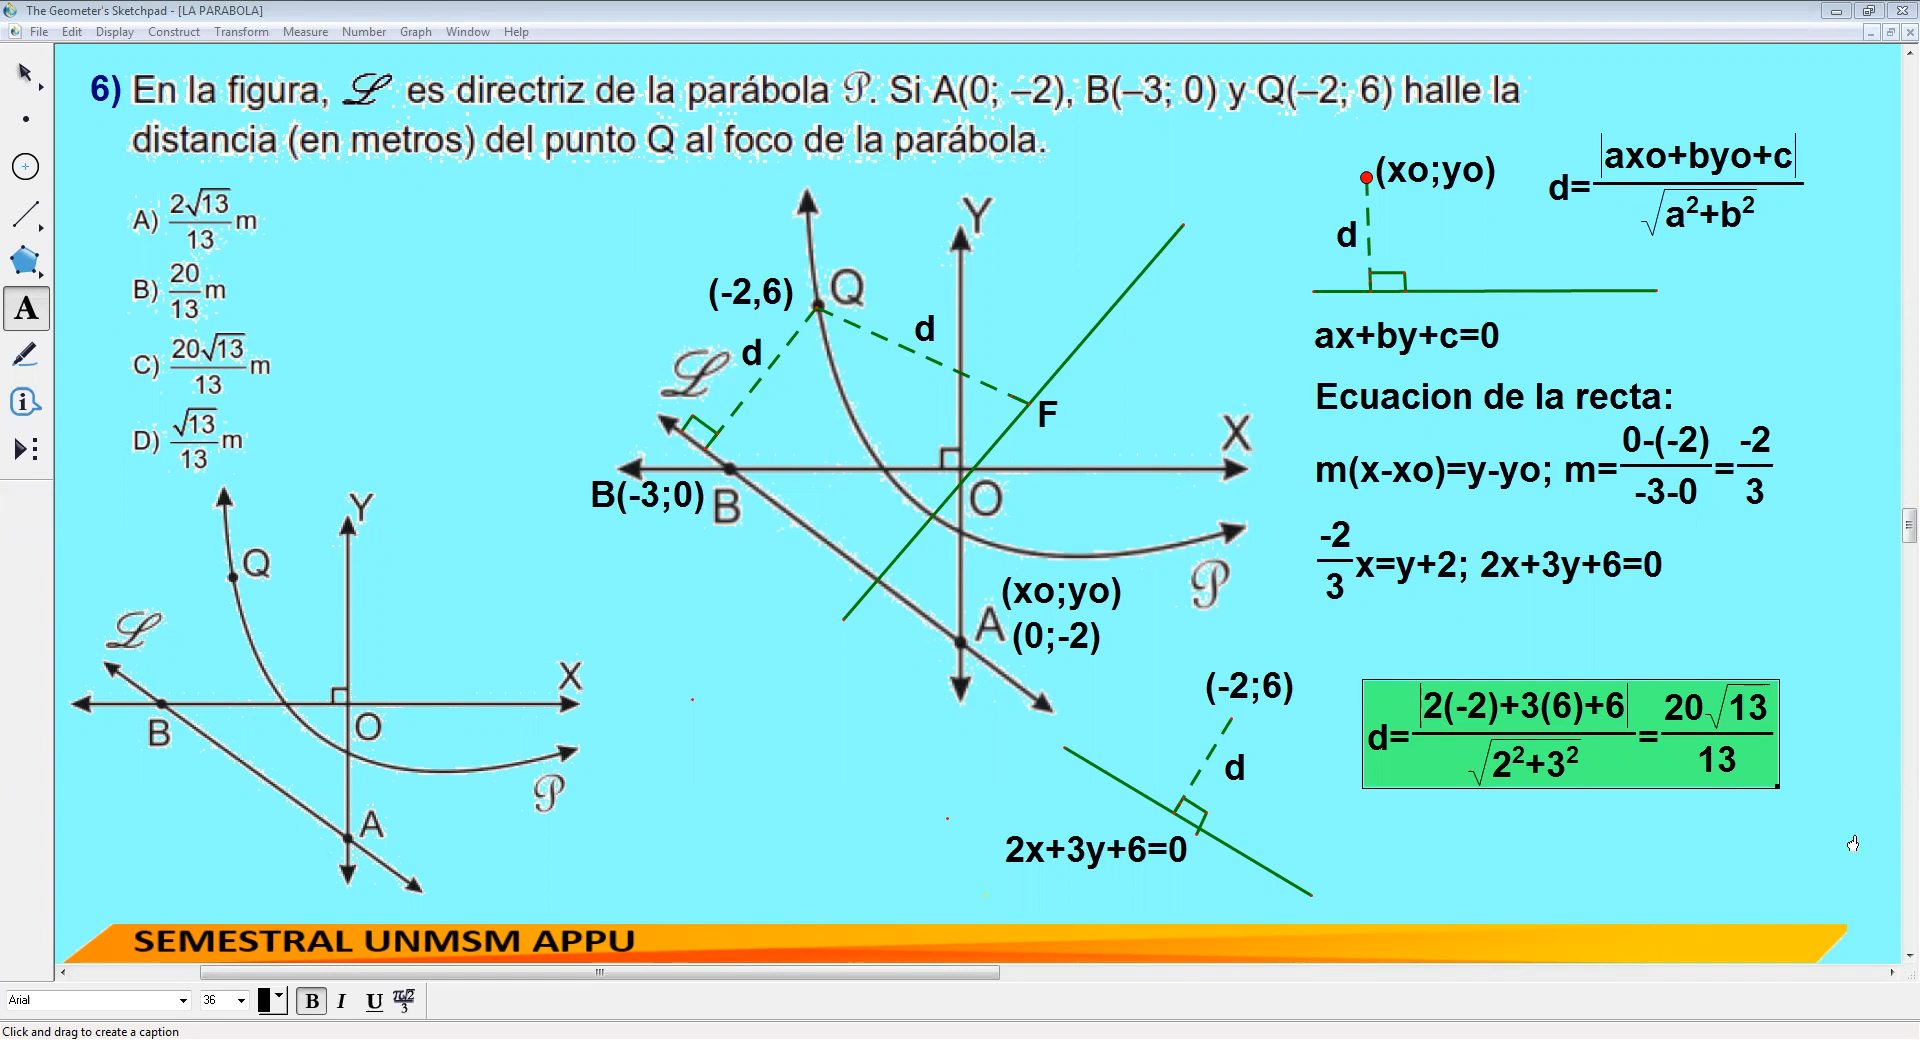 The Geometer's Sketchpad - [LA PARABOLA]
File Edit Display Construct Transform Measure Number Graph Window Help
6) En la figura, ℒ es directriz de la parábola 𝒫. Si A(0; –2), B(–3; 0) y Q(–2; 6) halle la
distancia (en metros) del punto Q al foco de la parábola.
A) 2√13/13 m
B) 20/13 m
C) 20√13/13 m
D) √13/13 m
Y
Q
ℒ
X
B
O
𝒫
A
Y
(-2,6) Q
d
d
ℒ
F
X
B(-3;0) B
O
𝒫
(xo;yo)
A (0;-2)
(-2;6)
d
2x+3y+6=0
(xo;yo)
d
d=|axo+byo+c|/√a²+b²
ax+by+c=0
Ecuacion de la recta:
m(x-xo)=y-yo; m=0-(-2)/-3-0=-2/3
-2/3x=y+2; 2x+3y+6=0
d=|2(-2)+3(6)+6|/√2²+3²=20√13/13
SEMESTRAL UNMSM APPU
Arial 36 B I U
Click and drag to create a caption